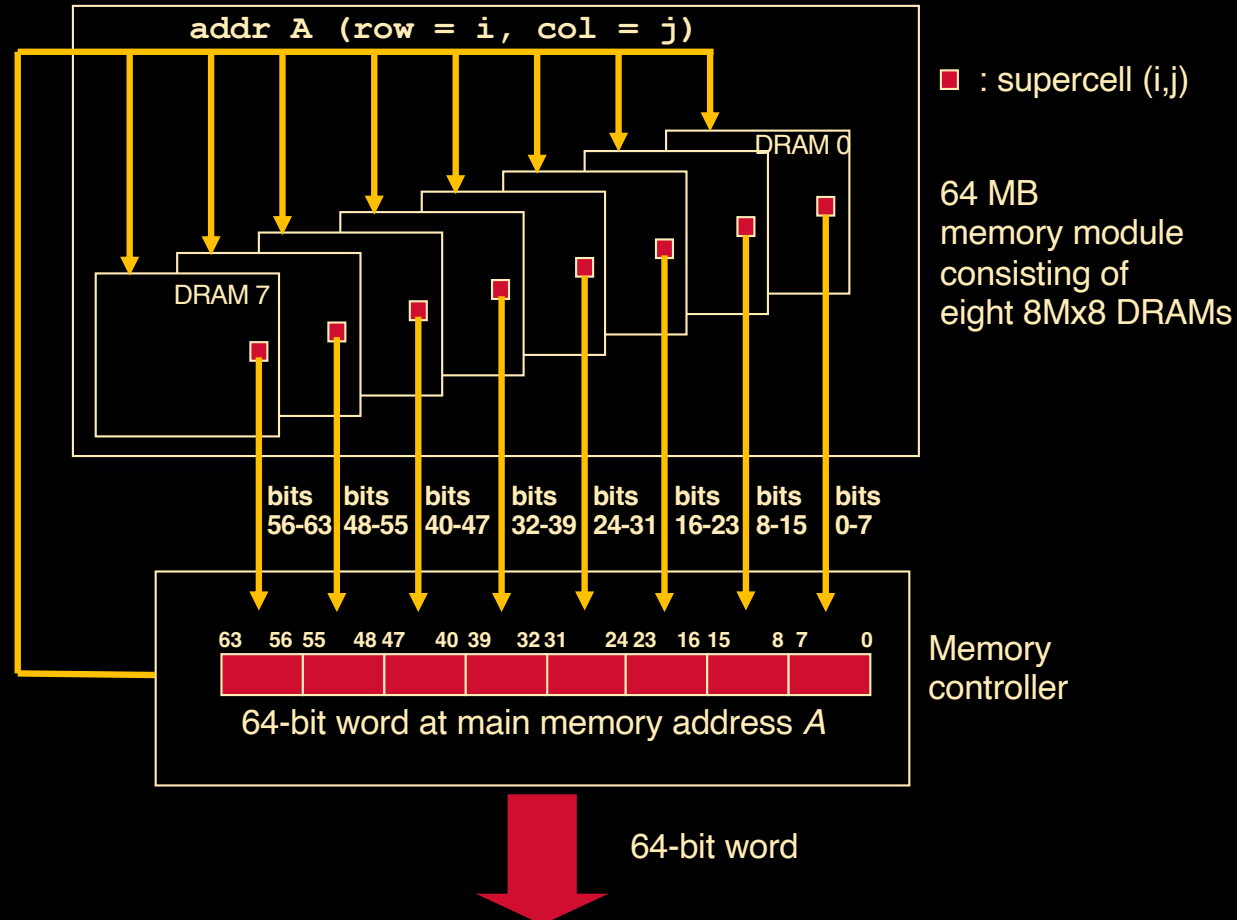 addr A (row = i, col = j)
: supercell (i,j)
DRAM 0
64 MB
memory module
consisting of
eight 8Mx8 DRAMs
DRAM 7
bits
56-63
bits
48-55
bits
40-47
bits
32-39
bits
24-31
bits
16-23
bits
8-15
bits
0-7
63 56 55 48 47 40 39 32 31 24 23 16 15 8 7 0
64-bit word at main memory address A
Memory
controller
64-bit word